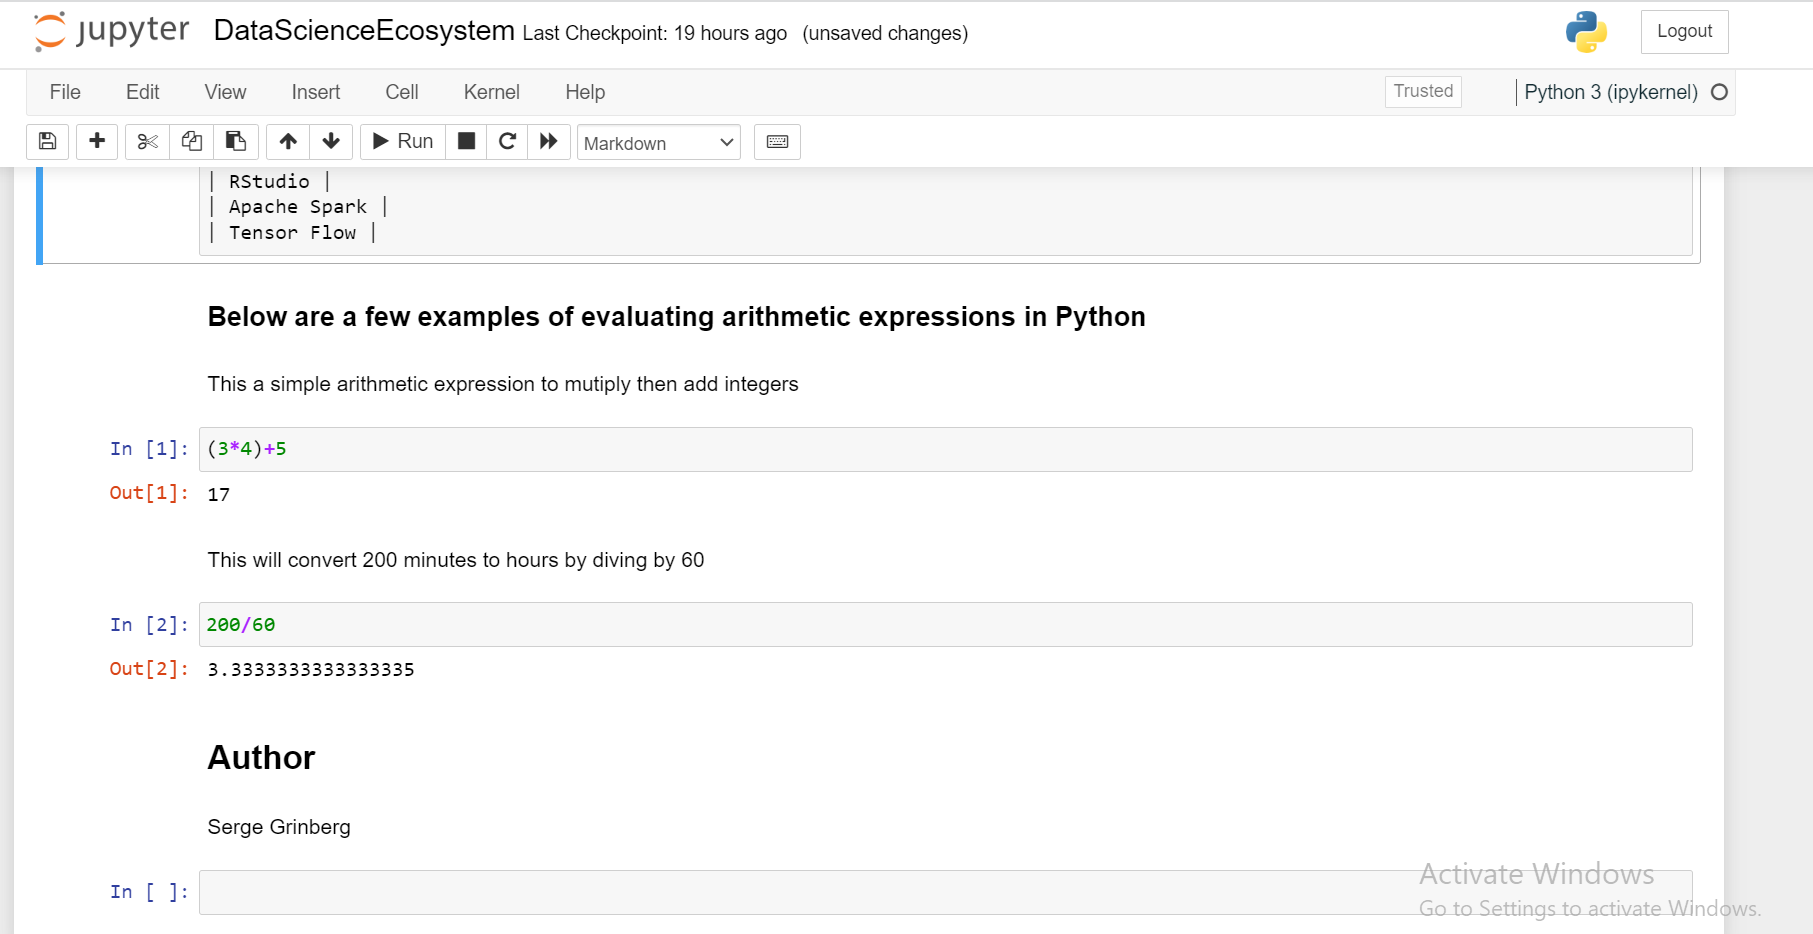 jupyter DataScienceEcosystem Last Checkpoint: 19 hours ago (unsaved changes) Logout
File Edit View Insert Cell Kernel Help Trusted Python 3 (ipykernel)
Run Markdown
| RStudio |
| Apache Spark |
| Tensor Flow |
Below are a few examples of evaluating arithmetic expressions in Python
This a simple arithmetic expression to mutiply then add integers
In [1]: (3*4)+5
Out[1]: 17
This will convert 200 minutes to hours by diving by 60
In [2]: 200/60
Out[2]: 3.3333333333333335
Author
Serge Grinberg
In [ ]:
Activate Windows
Go to Settings to activate Windows.